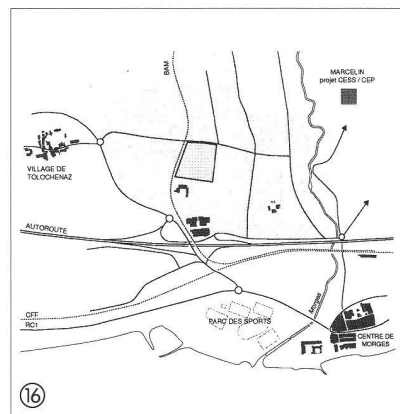 BAM
MARCELIN
projet CESS / CEP
VILLAGE DE
TOLOCHENAZ
AUTOROUTE
CFF
RC1
PARC DES SPORTS
Morges
CENTRE DE
MORGES
16